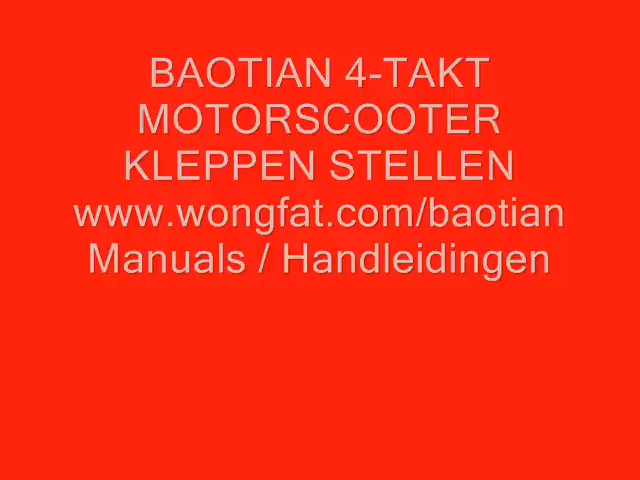 BAOTIAN 4-TAKT
MOTORSCOOTER
KLEPPEN STELLEN
www.wongfat.com/baotian
Manuals / Handleidingen